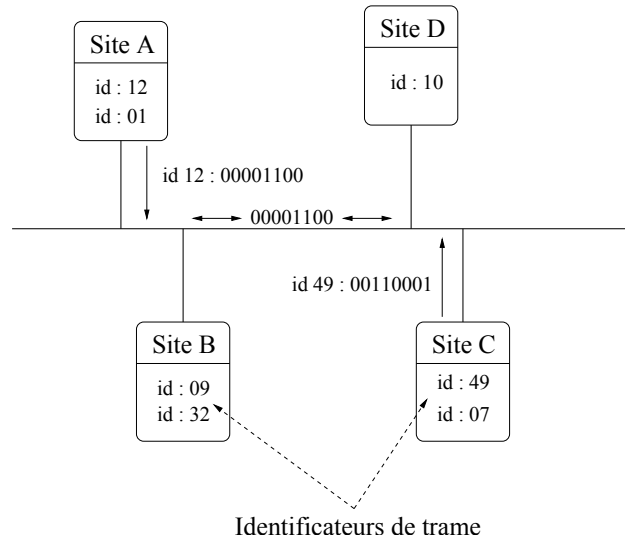 Site A
id : 12
id : 01
Site D
id : 10
id 12 : 00001100
00001100
id 49 : 00110001
Site B
id : 09
id : 32
Site C
id : 49
id : 07
Identificateurs de trame